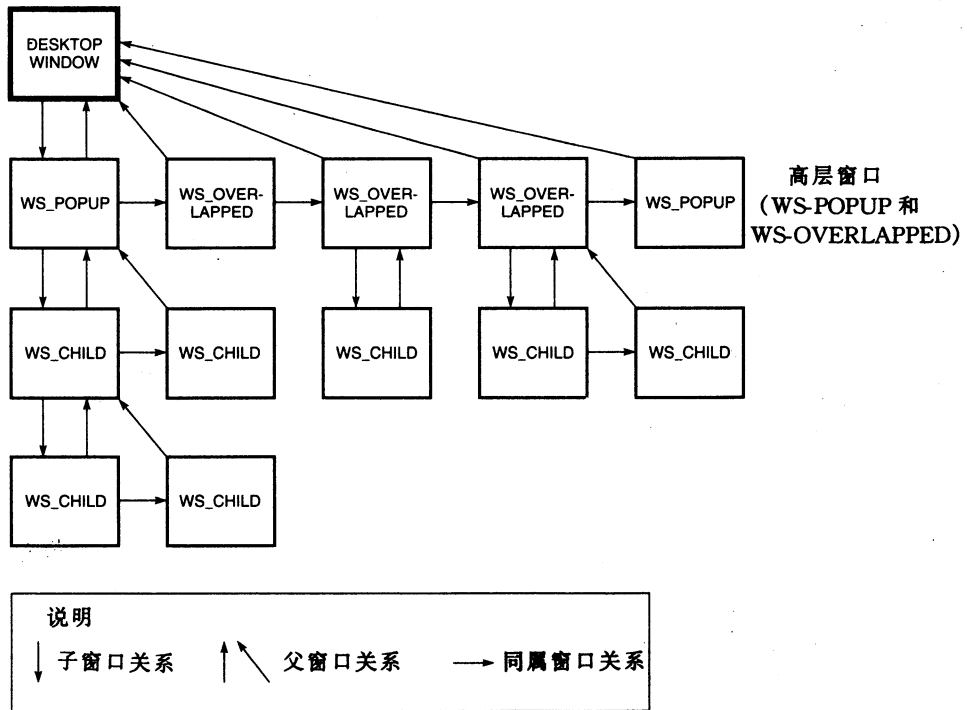 DESKTOP
WINDOW
WS_POPUP
WS_OVER-
LAPPED
WS_OVER-
LAPPED
WS_OVER-
LAPPED
WS_POPUP
高层窗口
（WS-POPUP 和
WS-OVERLAPPED）
WS_CHILD
WS_CHILD
WS_CHILD
WS_CHILD
WS_CHILD
WS_CHILD
WS_CHILD
说明
子窗口关系
父窗口关系
同属窗口关系